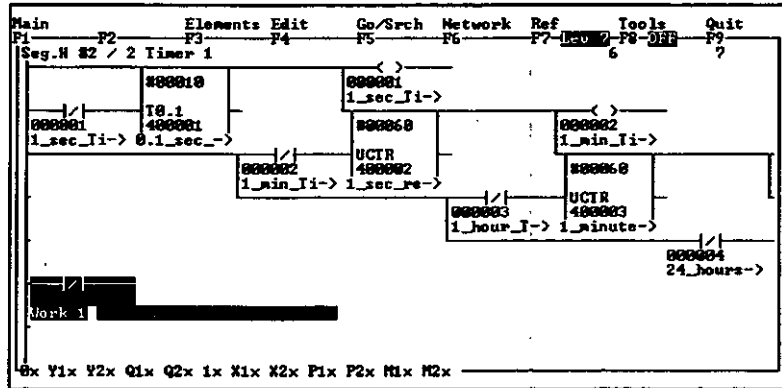 Main Elements Edit Go/Srch Network Ref Tools Quit
F1 F2 F3 F4 F5 F6 F7 Lev ? F8 OFF F9
Seg.N #2 / 2 Timer 1 6 ?
#00010 000001
1_sec_Ti->
T0.1 #00060 000002
000001 400001 1_min_Ti->
1_sec_Ti-> 0.1_sec_-> UCTR #00060
000002 400002
1_min_Ti-> 1_sec_re-> UCTR
000003 400003
1_hour_T-> 1_minute->
000004
24_hours->
Work 1
0x Y1x Y2x Q1x Q2x 1x X1x X2x P1x P2x M1x M2x